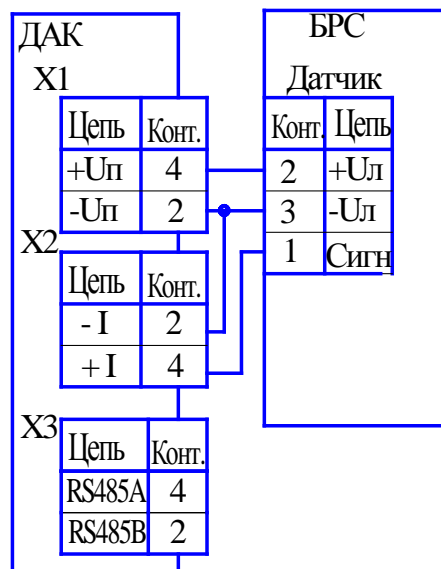 ДАК
БРС
X1
Датчик
Цепь Конт.
Конт. Цепь
+Uп 4
2 +Uл
-Uп 2
3 -Uл
1 Сигн
X2
Цепь Конт.
- I 2
+ I 4
X3
Цепь Конт.
RS485A 4
RS485B 2